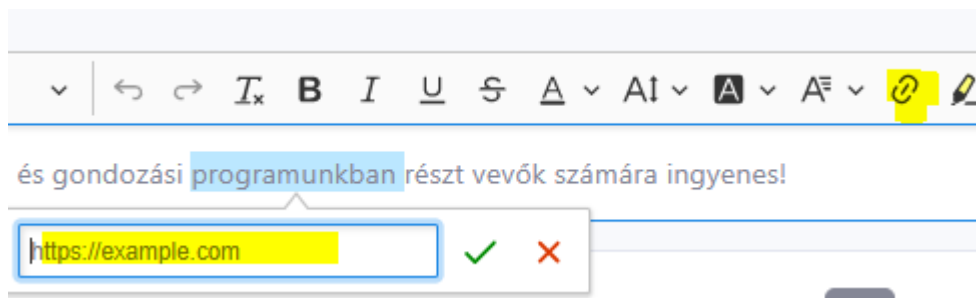 és gondozási programunkban részt vevők számára ingyenes!
https://example.com